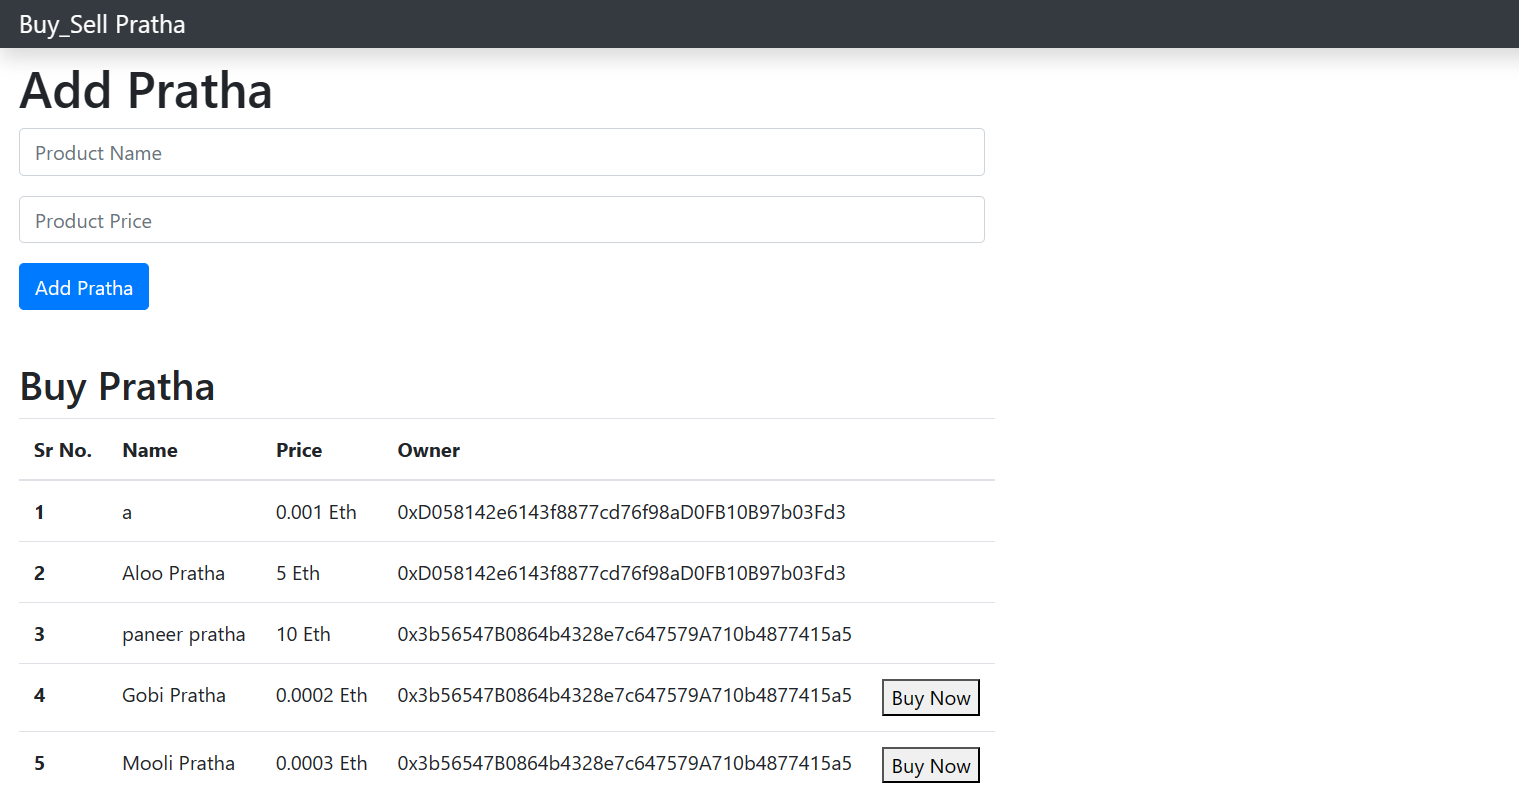 Buy_Sell Pratha
Add Pratha
Product Name
Product Price
Add Pratha
Buy Pratha
Sr No. Name Price Owner
1 a 0.001 Eth 0xD058142e6143f8877cd76f98aD0FB10B97b03Fd3
2 Aloo Pratha 5 Eth 0xD058142e6143f8877cd76f98aD0FB10B97b03Fd3
3 paneer pratha 10 Eth 0x3b56547B0864b4328e7c647579A710b4877415a5
4 Gobi Pratha 0.0002 Eth 0x3b56547B0864b4328e7c647579A710b4877415a5 Buy Now
5 Mooli Pratha 0.0003 Eth 0x3b56547B0864b4328e7c647579A710b4877415a5 Buy Now